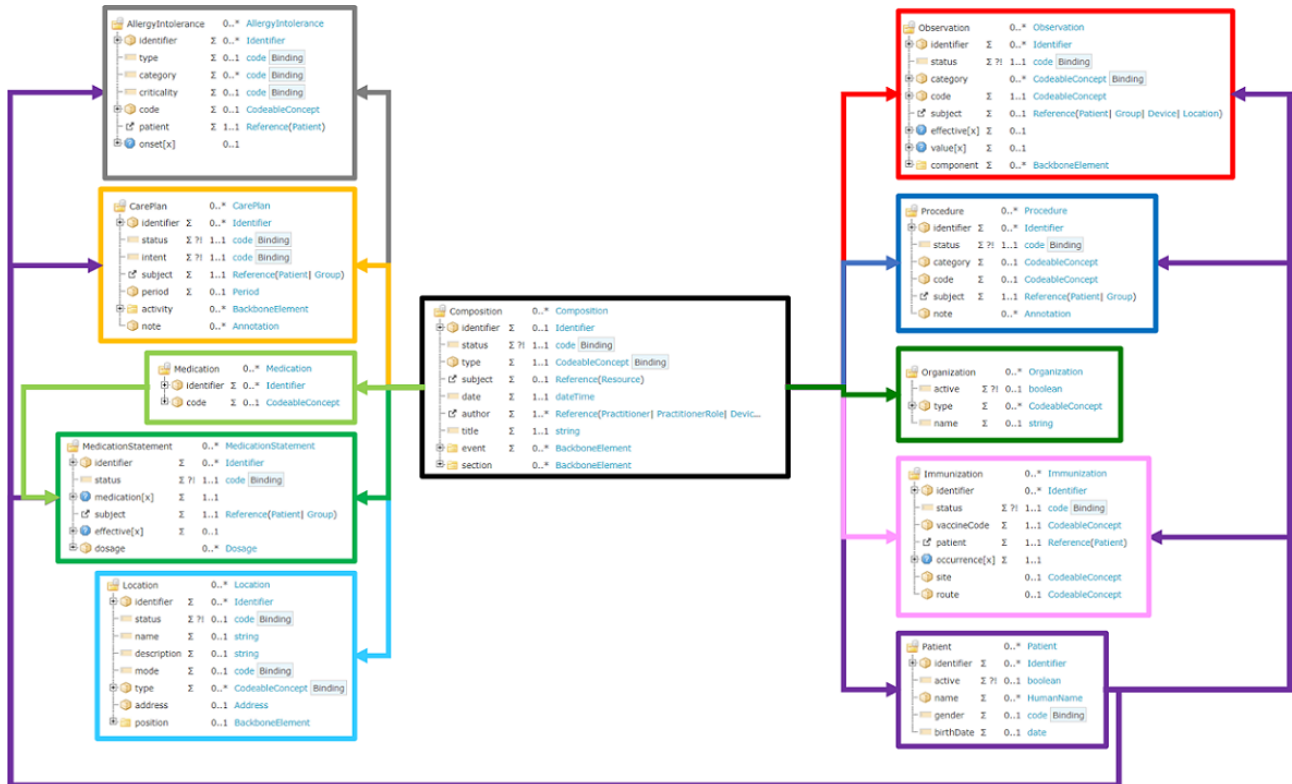 AllergyIntolerance 0..* AllergyIntolerance
identifier Σ 0..* Identifier
type Σ 0..1 code Binding
category Σ 0..* code Binding
criticality Σ 0..1 code Binding
code Σ 0..1 CodeableConcept
patient Σ 1..1 Reference(Patient)
onset[x] 0..1
CarePlan 0..* CarePlan
identifier Σ 0..* Identifier
status Σ ?! 1..1 code Binding
intent Σ ?! 1..1 code Binding
subject Σ 1..1 Reference(Patient| Group)
period Σ 0..1 Period
activity 0..* BackboneElement
note 0..* Annotation
Medication 0..* Medication
identifier Σ 0..* Identifier
code Σ 0..1 CodeableConcept
MedicationStatement 0..* MedicationStatement
identifier Σ 0..* Identifier
status Σ ?! 1..1 code Binding
medication[x] Σ 1..1
subject Σ 1..1 Reference(Patient| Group)
effective[x] Σ 0..1
dosage 0..* Dosage
Location 0..* Location
identifier Σ 0..* Identifier
status Σ ?! 0..1 code Binding
name Σ 0..1 string
description Σ 0..1 string
mode Σ 0..1 code Binding
type Σ 0..* CodeableConcept Binding
address 0..1 Address
position 0..1 BackboneElement
Composition 0..* Composition
identifier Σ 0..1 Identifier
status Σ ?! 1..1 code Binding
type Σ 1..1 CodeableConcept Binding
subject Σ 0..1 Reference(Resource)
date Σ 1..1 dateTime
author Σ 1..* Reference(Practitioner| PractitionerRole| Devic...
title Σ 1..1 string
event Σ 0..* BackboneElement
section 0..* BackboneElement
Observation 0..* Observation
identifier Σ 0..* Identifier
status Σ ?! 1..1 code Binding
category 0..* CodeableConcept Binding
code Σ 1..1 CodeableConcept
subject Σ 0..1 Reference(Patient| Group| Device| Location)
effective[x] Σ 0..1
value[x] Σ 0..1
component Σ 0..* BackboneElement
Procedure 0..* Procedure
identifier Σ 0..* Identifier
status Σ ?! 1..1 code Binding
category Σ 0..1 CodeableConcept
code Σ 0..1 CodeableConcept
subject Σ 1..1 Reference(Patient| Group)
note 0..* Annotation
Organization 0..* Organization
active Σ ?! 0..1 boolean
type Σ 0..* CodeableConcept
name Σ 0..1 string
Immunization 0..* Immunization
identifier 0..* Identifier
status Σ ?! 1..1 code Binding
vaccineCode Σ 1..1 CodeableConcept
patient Σ 1..1 Reference(Patient)
occurrence[x] Σ 1..1
site 0..1 CodeableConcept
route 0..1 CodeableConcept
Patient 0..* Patient
identifier Σ 0..* Identifier
active Σ ?! 0..1 boolean
name Σ 0..* HumanName
gender Σ 0..1 code Binding
birthDate Σ 0..1 date